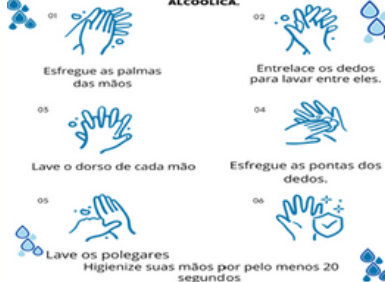 ALCOÓLICA.
01
02
Esfregue as palmas
das mãos
Entrelace os dedos
para lavar entre eles.
03
04
Lave o dorso de cada mão
Esfregue as pontas dos
dedos.
05
06
Lave os polegares
Higienize suas mãos por pelo menos 20
segundos